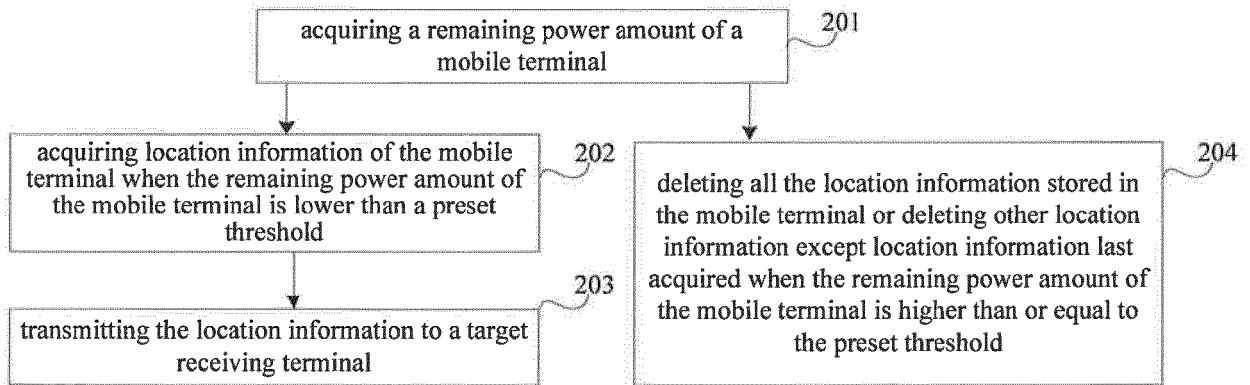 acquiring a remaining power amount of a
mobile terminal
201
acquiring location information of the mobile
terminal when the remaining power amount of
the mobile terminal is lower than a preset
threshold
202
transmitting the location information to a target
receiving terminal
203
deleting all the location information stored in
the mobile terminal or deleting other location
information except location information last
acquired when the remaining power amount of
the mobile terminal is higher than or equal to
the preset threshold
204